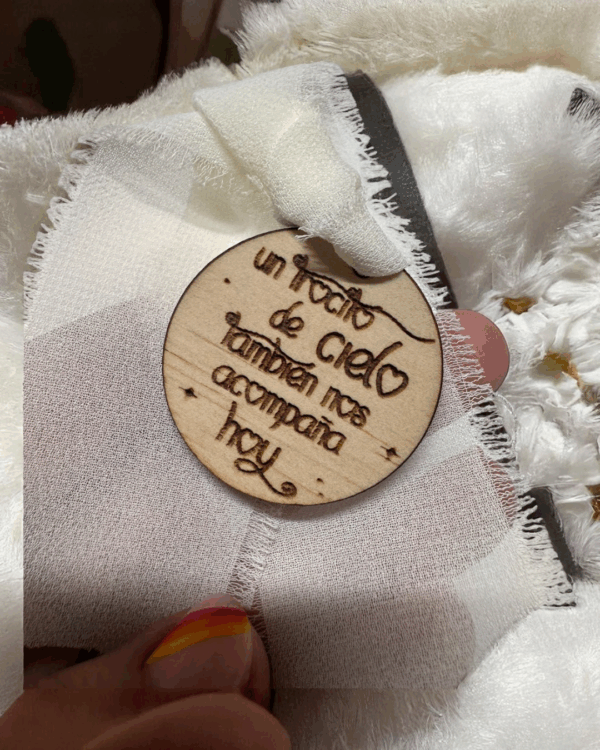 un trocito
de cielo
también nos
acompaña
hoy